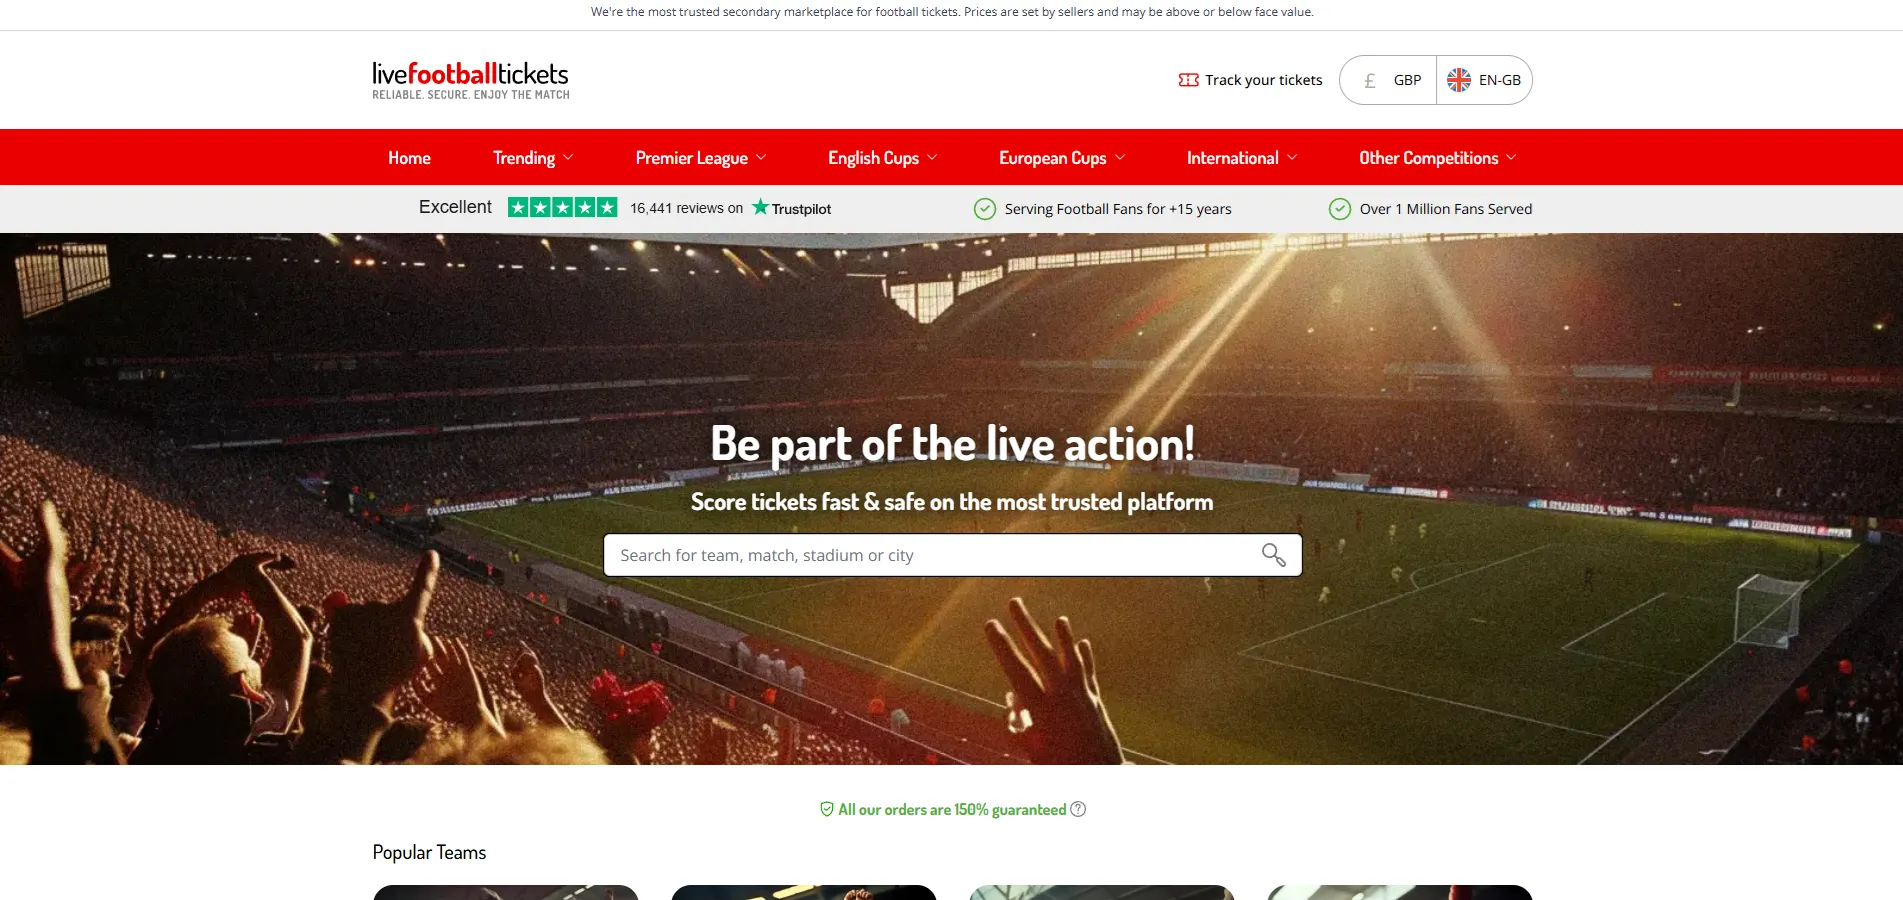 We're the most trusted secondary marketplace for football tickets. Prices are set by sellers and may be above or below face value.
livefootballtickets
RELIABLE. SECURE. ENJOY THE MATCH
Track your tickets
£ GBP
EN-GB
Home Trending Premier League English Cups European Cups International Other Competitions
Excellent 16,441 reviews on Trustpilot
Serving Football Fans for +15 years
Over 1 Million Fans Served
Be part of the live action!
Score tickets fast & safe on the most trusted platform
Search for team, match, stadium or city
All our orders are 150% guaranteed ?
Popular Teams